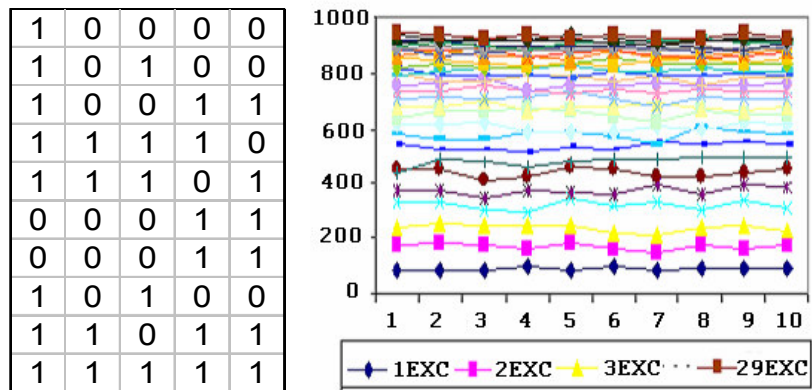 1 0 0 0 0
1 0 1 0 0
1 0 0 1 1
1 1 1 1 0
1 1 1 0 1
0 0 0 1 1
0 0 0 1 1
1 0 1 0 0
1 1 0 1 1
1 1 1 1 1
1000
800
600
400
200
0
1 2 3 4 5 6 7 8 9 10
1EXC 2EXC 3EXC ··· 29EXC